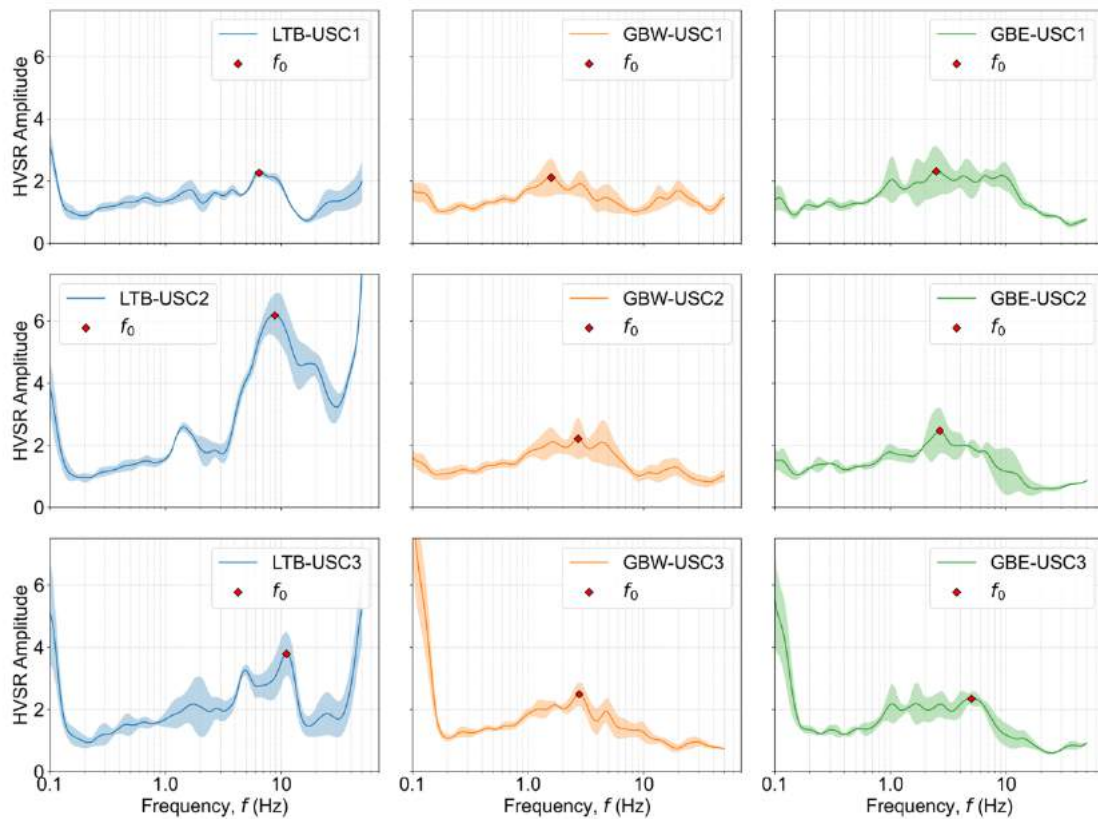 LTB-USC1
f0
GBW-USC1
f0
GBE-USC1
f0
HVSR Amplitude
6
4
2
0
LTB-USC2
f0
GBW-USC2
f0
GBE-USC2
f0
HVSR Amplitude
6
4
2
0
LTB-USC3
f0
GBW-USC3
f0
GBE-USC3
f0
HVSR Amplitude
6
4
2
0
0.1 1.0 10
0.1 1.0 10
0.1 1.0 10
Frequency, f (Hz)
Frequency, f (Hz)
Frequency, f (Hz)